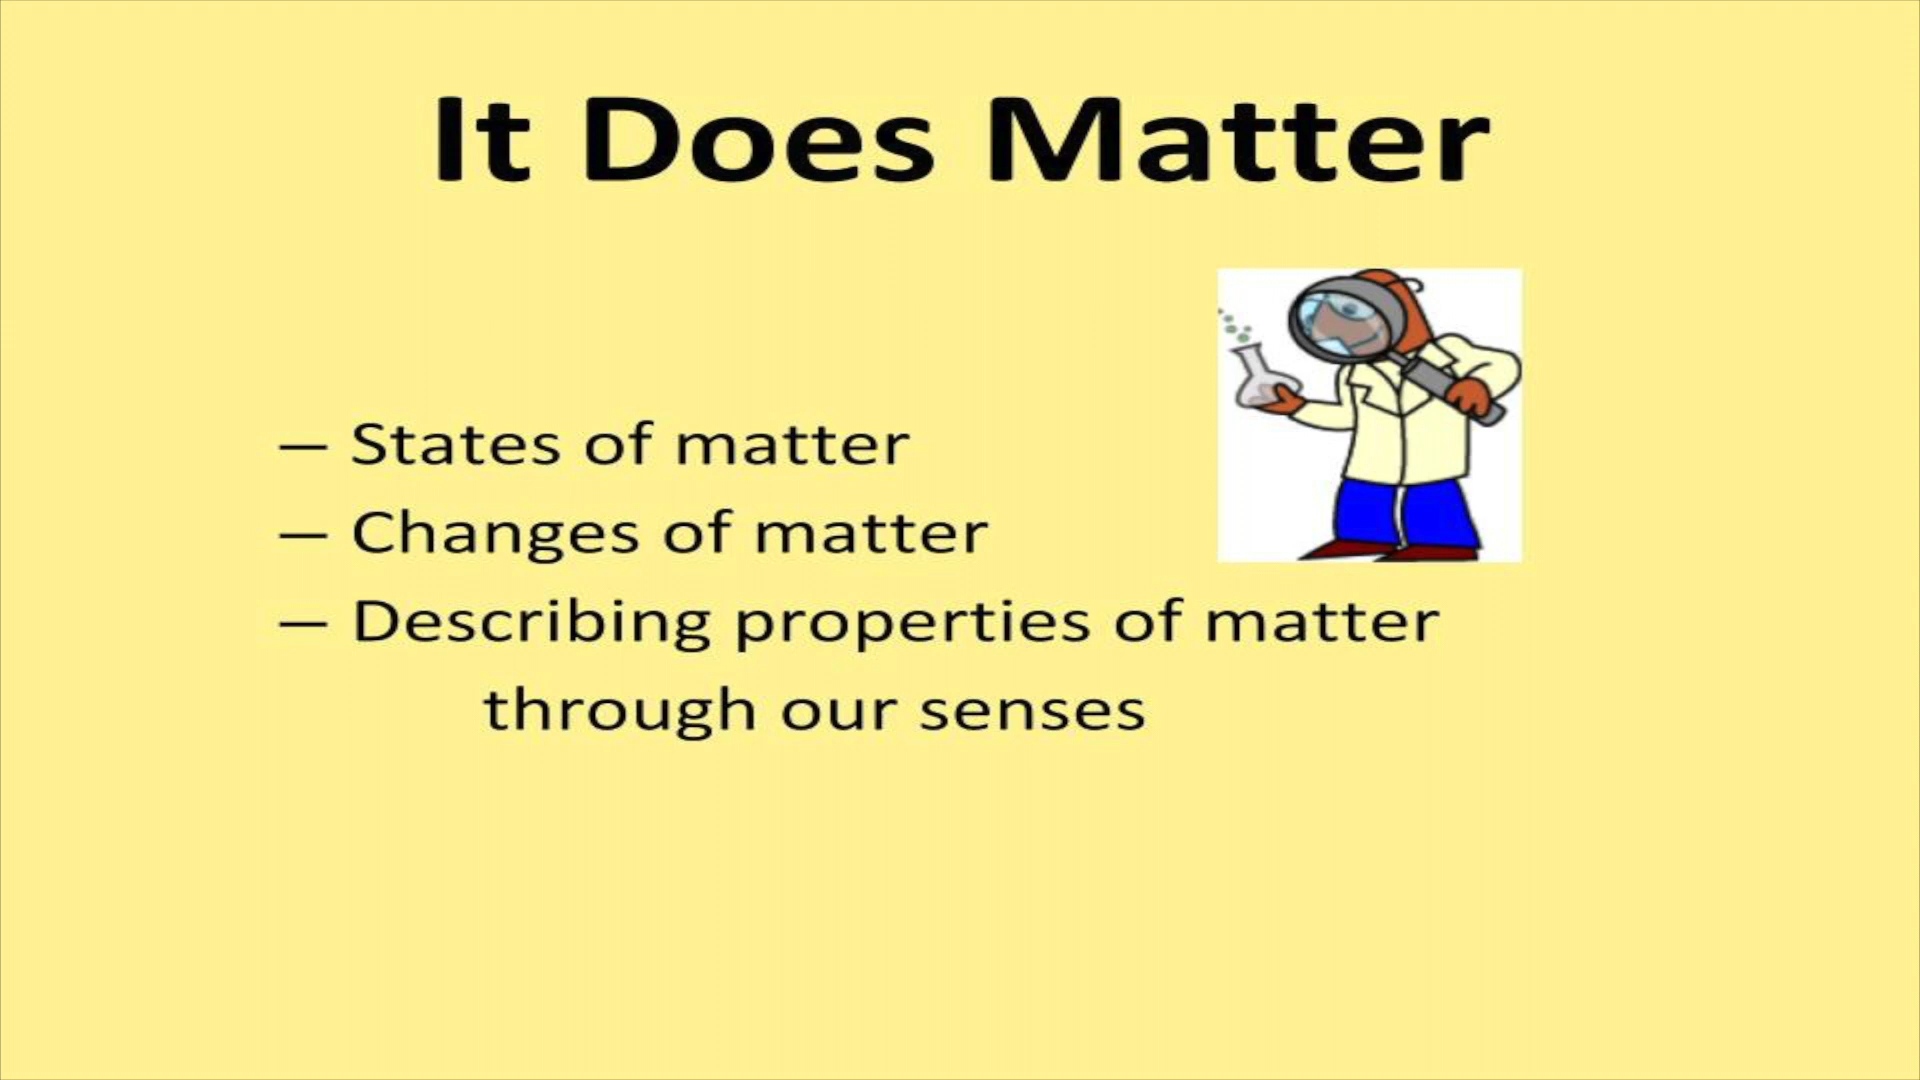 It Does Matter
– States of matter
– Changes of matter
– Describing properties of matter
through our senses